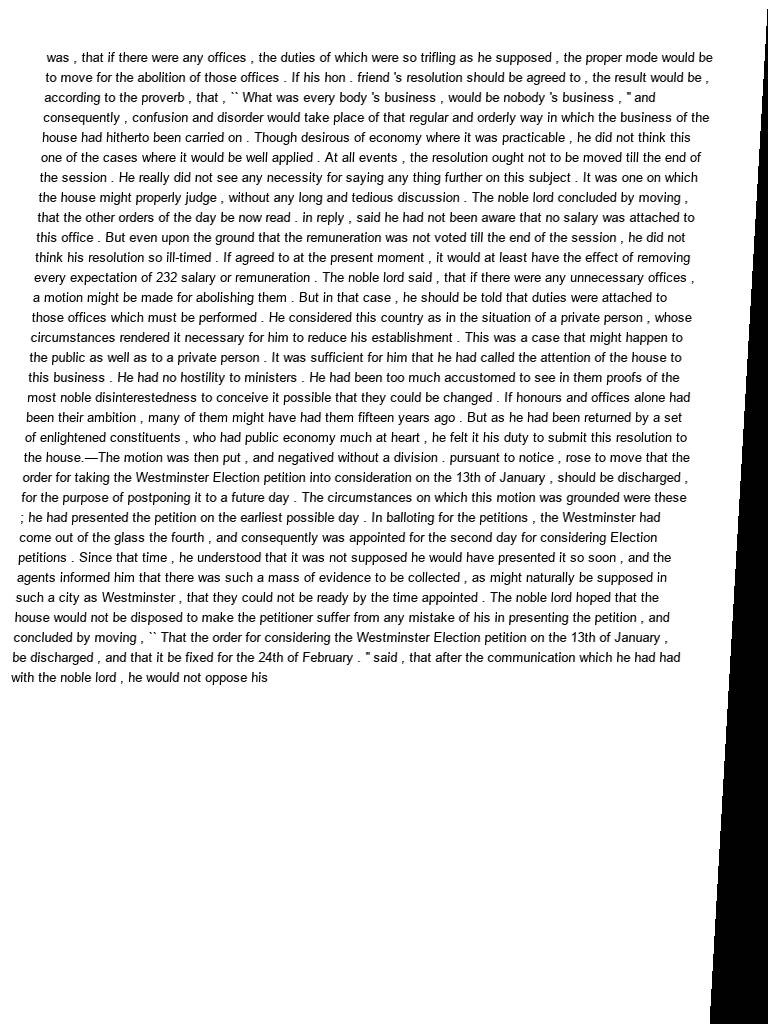 was , that if there were any offices , the duties of which were so trifling as he supposed , the proper mode would be
to move for the abolition of those offices . If his hon . friend 's resolution should be agreed to , the result would be ,
according to the proverb , that , `` What was every body 's business , would be nobody 's business , '' and
consequently , confusion and disorder would take place of that regular and orderly way in which the business of the
house had hitherto been carried on . Though desirous of economy where it was practicable , he did not think this
one of the cases where it would be well applied . At all events , the resolution ought not to be moved till the end of
the session . He really did not see any necessity for saying any thing further on this subject . It was one on which
the house might properly judge , without any long and tedious discussion . The noble lord concluded by moving ,
that the other orders of the day be now read . in reply , said he had not been aware that no salary was attached to
this office . But even upon the ground that the remuneration was not voted till the end of the session , he did not
think his resolution so ill-timed . If agreed to at the present moment , it would at least have the effect of removing
every expectation of 232 salary or remuneration . The noble lord said , that if there were any unnecessary offices ,
a motion might be made for abolishing them . But in that case , he should be told that duties were attached to
those offices which must be performed . He considered this country as in the situation of a private person , whose
circumstances rendered it necessary for him to reduce his establishment . This was a case that might happen to
the public as well as to a private person . It was sufficient for him that he had called the attention of the house to
this business . He had no hostility to ministers . He had been too much accustomed to see in them proofs of the
most noble disinterestedness to conceive it possible that they could be changed . If honours and offices alone had
been their ambition , many of them might have had them fifteen years ago . But as he had been returned by a set
of enlightened constituents , who had public economy much at heart , he felt it his duty to submit this resolution to
the house.—The motion was then put , and negatived without a division . pursuant to notice , rose to move that the
order for taking the Westminster Election petition into consideration on the 13th of January , should be discharged ,
for the purpose of postponing it to a future day . The circumstances on which this motion was grounded were these
; he had presented the petition on the earliest possible day . In balloting for the petitions , the Westminster had
come out of the glass the fourth , and consequently was appointed for the second day for considering Election
petitions . Since that time , he understood that it was not supposed he would have presented it so soon , and the
agents informed him that there was such a mass of evidence to be collected , as might naturally be supposed in
such a city as Westminster , that they could not be ready by the time appointed . The noble lord hoped that the
house would not be disposed to make the petitioner suffer from any mistake of his in presenting the petition , and
concluded by moving , `` That the order for considering the Westminster Election petition on the 13th of January ,
be discharged , and that it be fixed for the 24th of February . '' said , that after the communication which he had had
with the noble lord , he would not oppose his